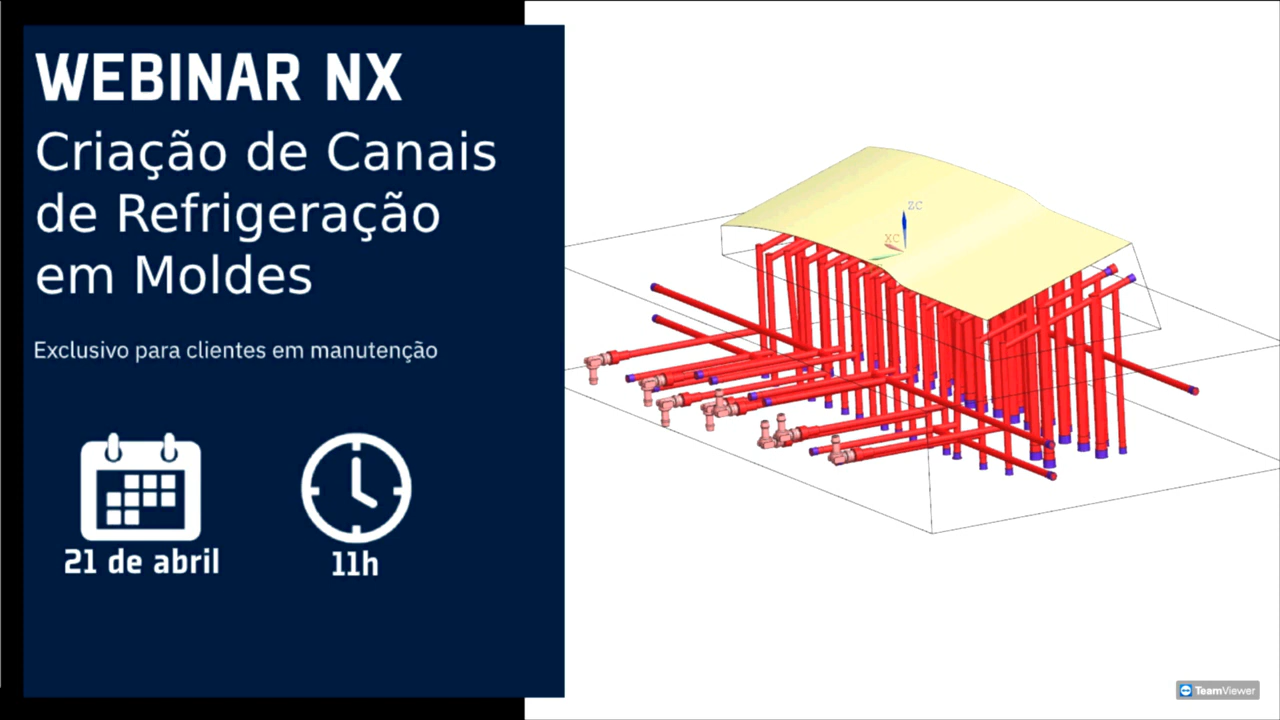 WEBINAR NX
Criação de Canais
de Refrigeração
em Moldes
Exclusivo para clientes em manutenção
21 de abril
11h
ZC
XC
TeamViewer